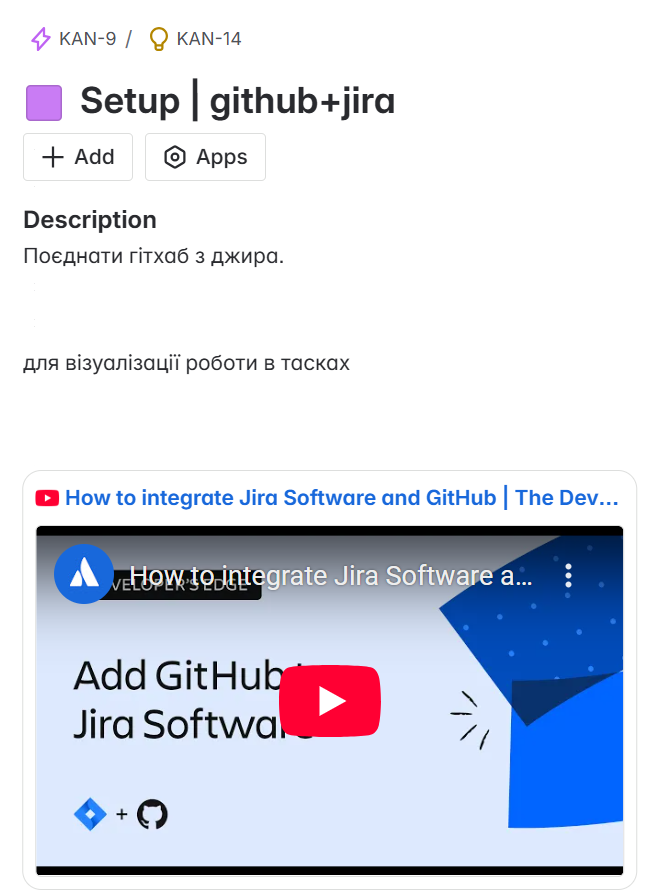 KAN-9 / KAN-14
Setup | github+jira
Add Apps
Description
Поєднати гітхаб з джира.
для візуалізації роботи в тасках
How to integrate Jira Software and GitHub | The Dev...
How to integrate Jira Software a...
VELOPER'S EDGE
Add GitHub
Jira Software
+